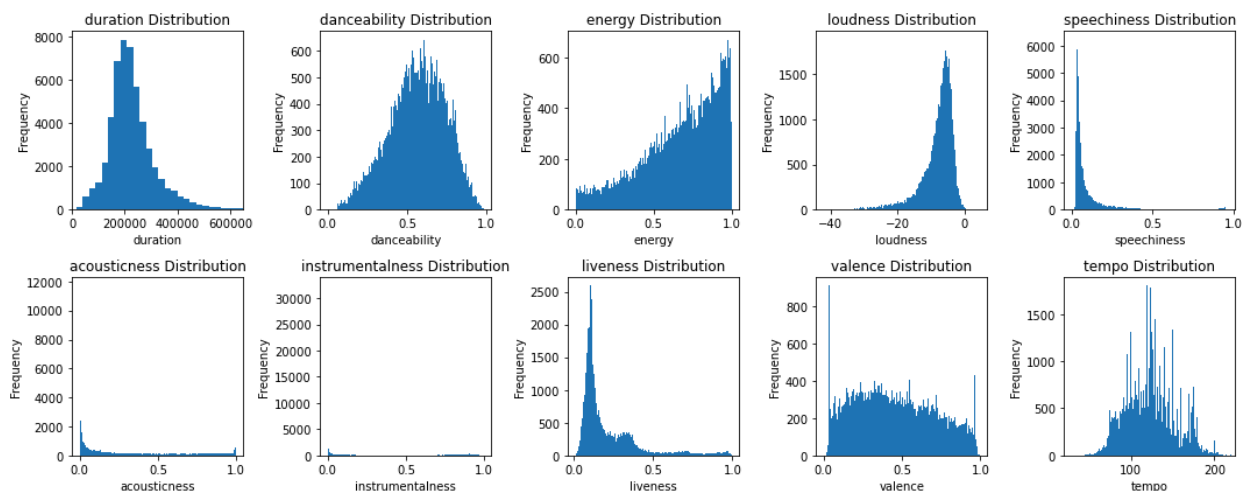 duration Distribution
Frequency
8000
6000
4000
2000
0
0 200000 400000 600000
duration
danceability Distribution
Frequency
600
500
400
300
200
100
0
0.0 0.5 1.0
danceability
energy Distribution
Frequency
600
400
200
0
0.0 0.5 1.0
energy
loudness Distribution
Frequency
1500
1000
500
0
−40 −20 0
loudness
speechiness Distribution
Frequency
6000
5000
4000
3000
2000
1000
0
0.0 0.5 1.0
speechiness
acousticness Distribution
Frequency
12000
10000
8000
6000
4000
2000
0
0.0 0.5 1.0
acousticness
instrumentalness Distribution
Frequency
30000
25000
20000
15000
10000
5000
0
0.0 0.5 1.0
instrumentalness
liveness Distribution
Frequency
2500
2000
1500
1000
500
0
0.0 0.5 1.0
liveness
valence Distribution
Frequency
800
600
400
200
0
0.0 0.5 1.0
valence
tempo Distribution
Frequency
1500
1000
500
0
100 200
tempo